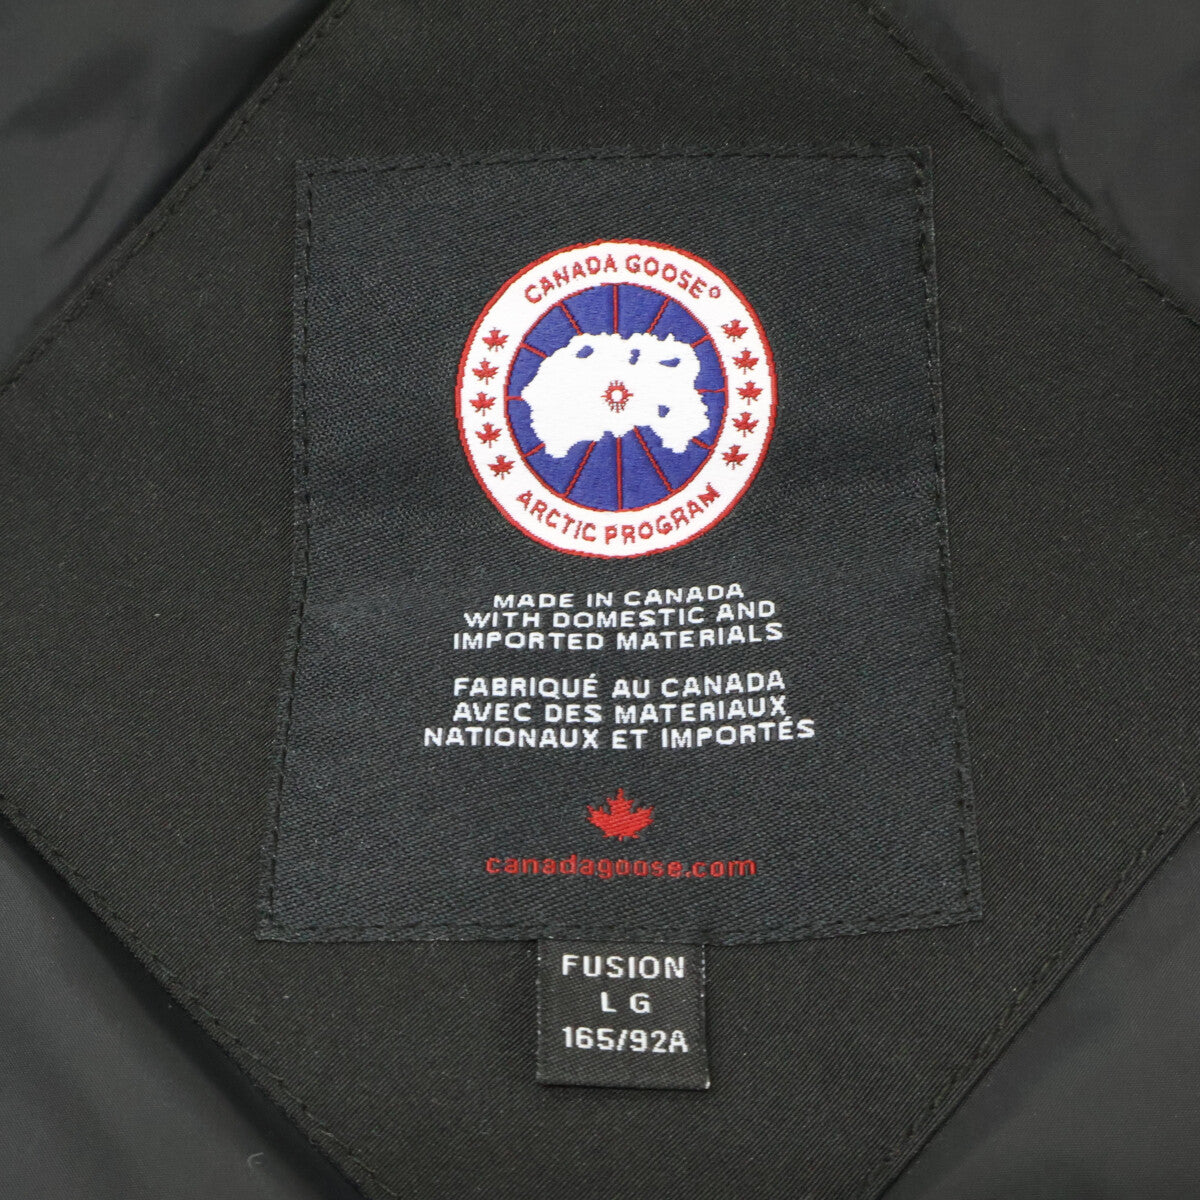 CANADA GOOSE®
ARCTIC PROGRAM
MADE IN CANADA
WITH DOMESTIC AND
IMPORTED MATERIALS
FABRIQUÉ AU CANADA
AVEC DES MATERIAUX
NATIONAUX ET IMPORTÉS
canadagoose.com
FUSION
LG
165/92A